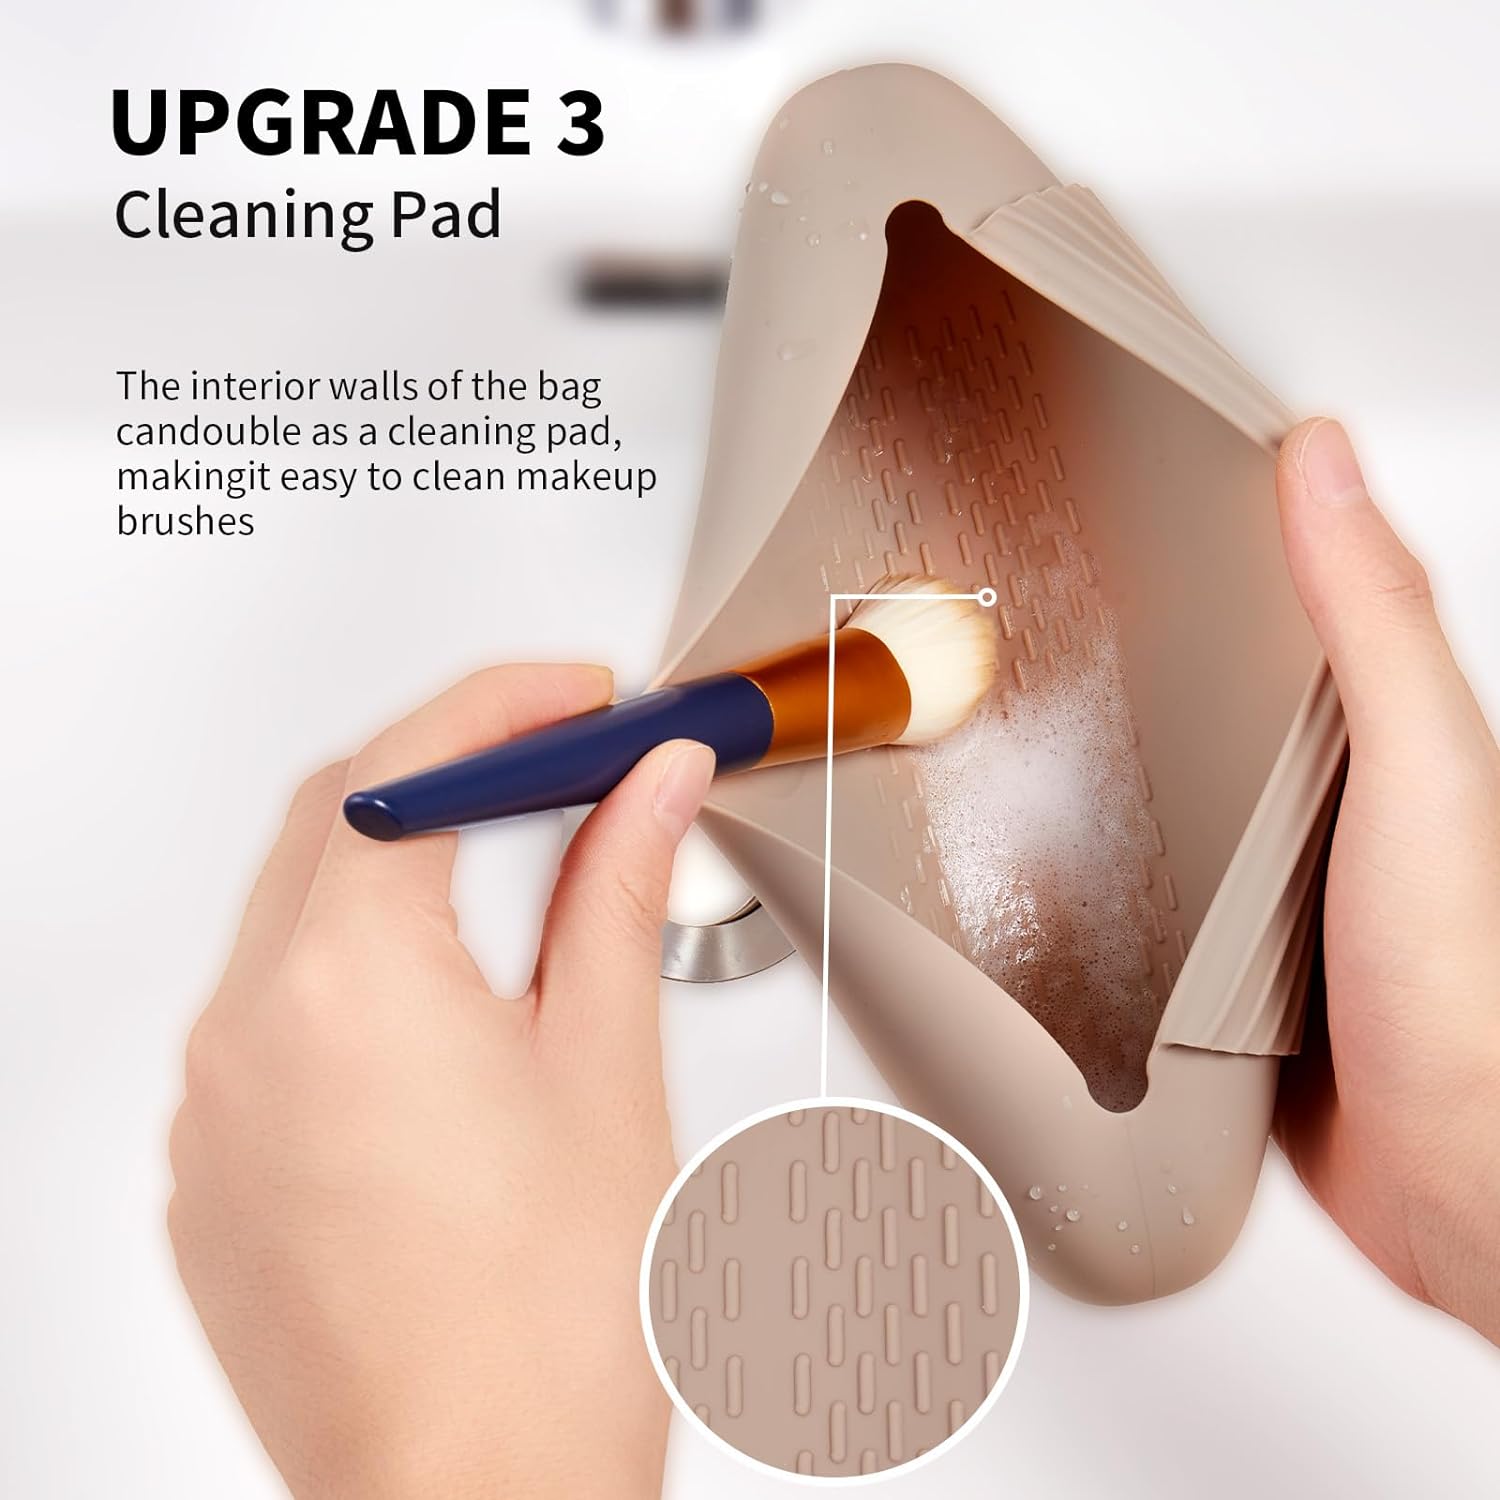 UPGRADE 3
Cleaning Pad
The interior walls of the bag
candouble as a cleaning pad,
makingit easy to clean makeup
brushes